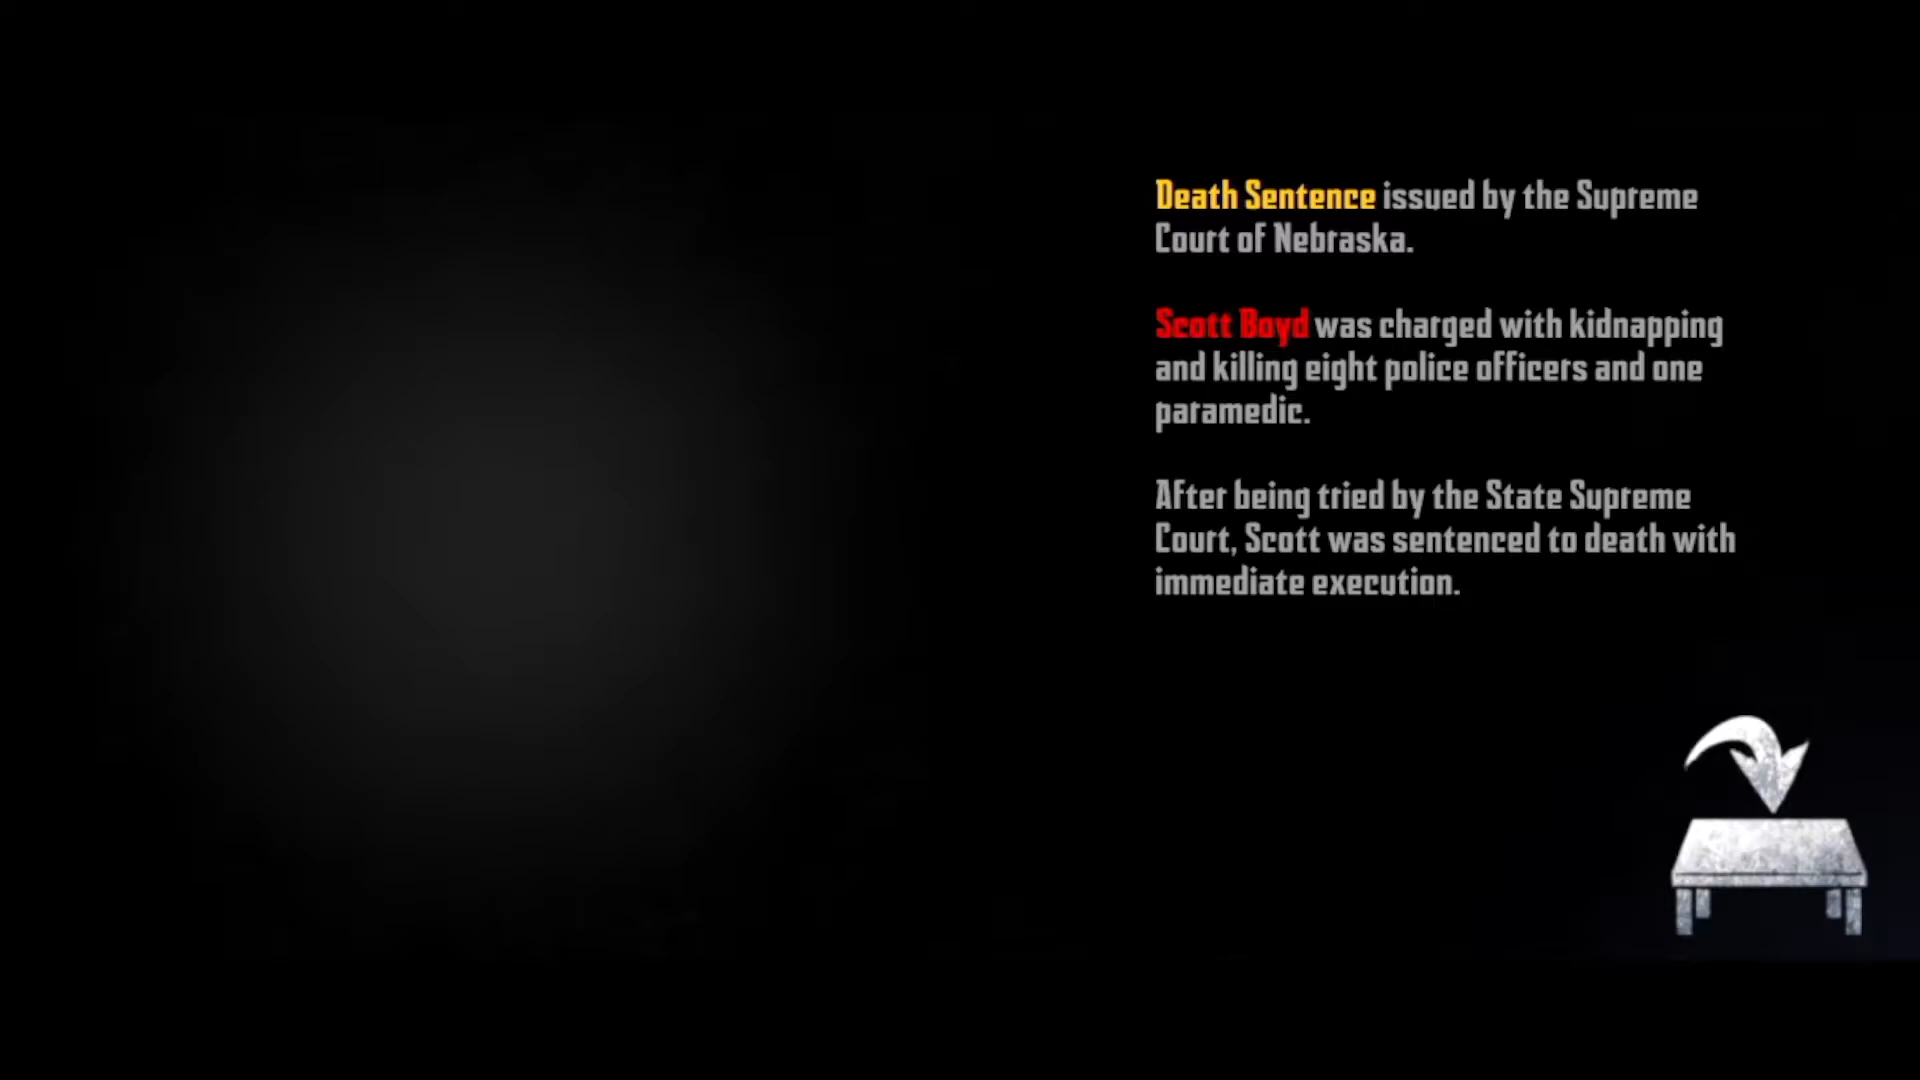 Death Sentence issued by the Supreme
Court of Nebraska.
Scott Boyd was charged with kidnapping
and killing eight police officers and one
paramedic.
After being tried by the State Supreme
Court, Scott was sentenced to death with
immediate execution.